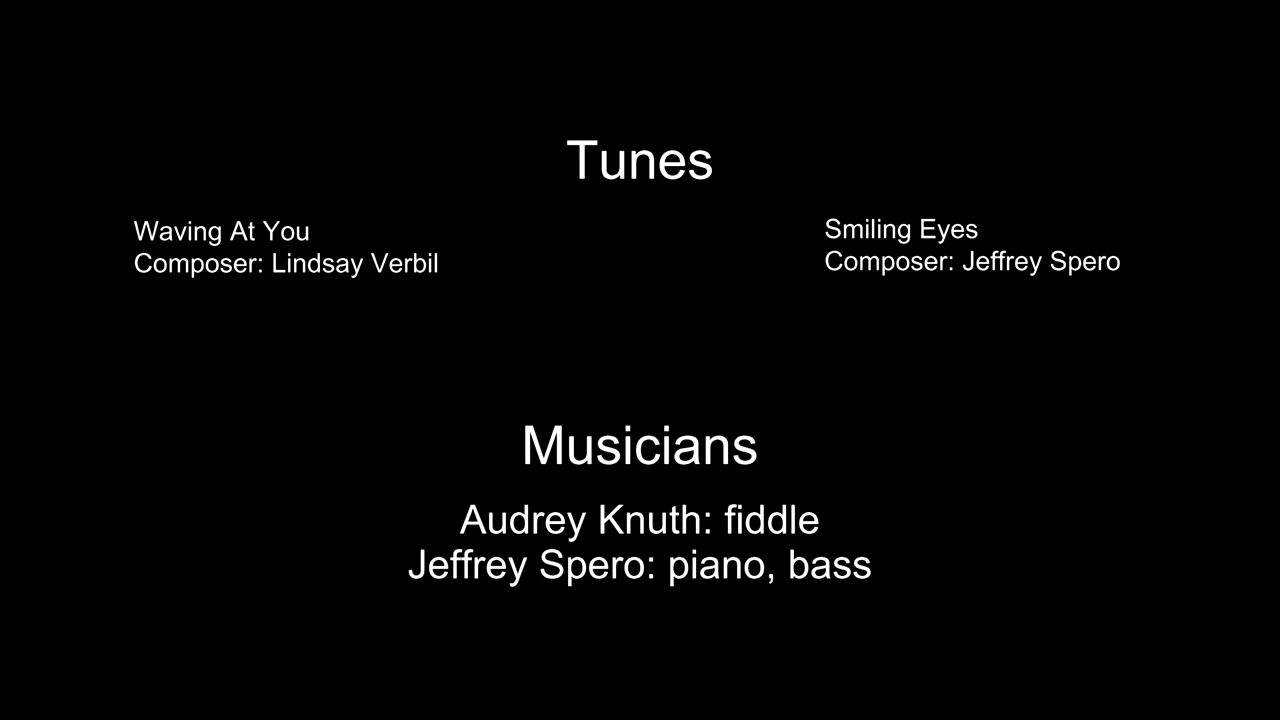 Tunes
Waving At You
Composer: Lindsay Verbil
Smiling Eyes
Composer: Jeffrey Spero
Musicians
Audrey Knuth: fiddle
Jeffrey Spero: piano, bass